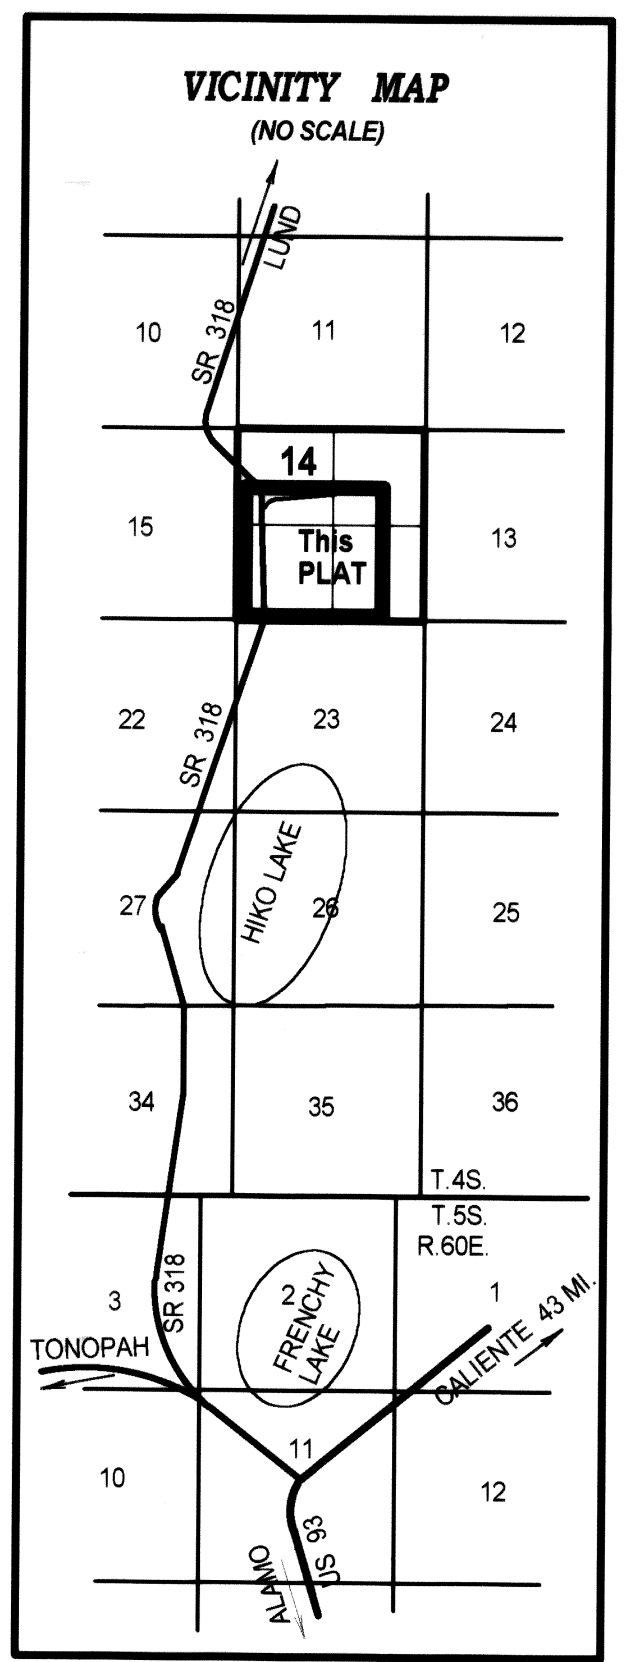 VICINITY MAP
(NO SCALE)
LUND
SR 318
10
11
12
14
15
This
PLAT
13
22
SR 318
23
24
HIKO LAKE
27
26
25
34
35
36
T.4S.
T.5S.
R.60E.
3
SR 318
2
FRENCHY
LAKE
1
TONOPAH
CALIENTE 43 MI.
10
11
12
ALAMO
US 93